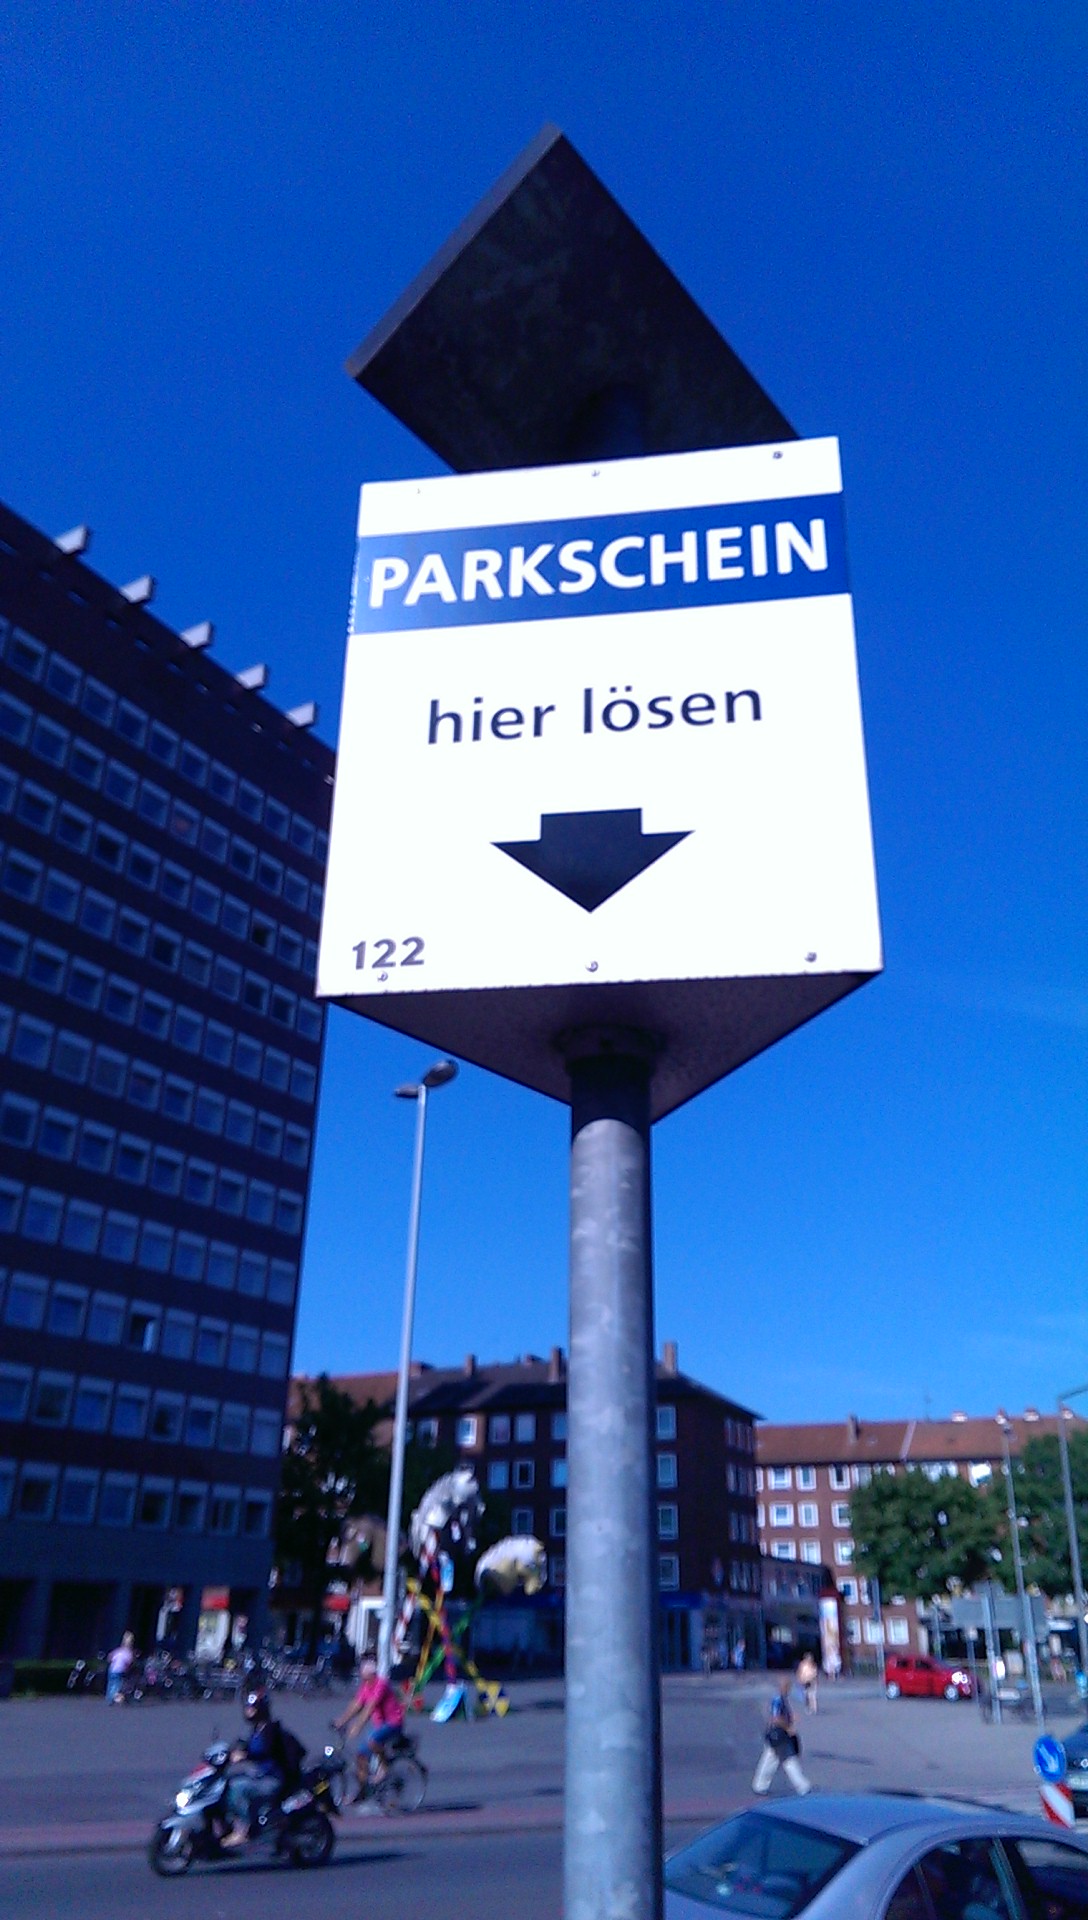 PARKSCHEIN
hier lösen
122